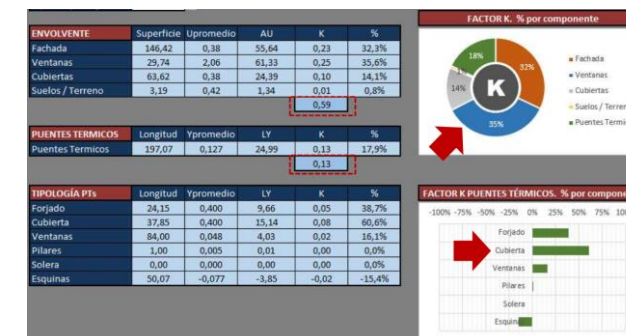 FACTOR K. % por componente
ENVOLVENTE Superficie Upromedio AU K %
Fachada 146,42 0,38 55,64 0,23 32,3%
Ventanas 29,74 2,06 61,33 0,25 35,6%
Cubiertas 63,62 0,38 24,39 0,10 14,1%
Suelos / Terreno 3,19 0,42 1,34 0,01 0,8%
0,59
18%
32%
14%
35%
K
Fachada
Ventanas
Cubiertas
Suelos / Terreno
Puentes Termi
PUENTES TERMICOS Longitud Ypromedio LY K %
Puentes Termicos 197,07 0,127 24,99 0,13 17,9%
0,13
TIPOLOGÍA PTs Longitud Ypromedio LY K %
Forjado 24,15 0,400 9,66 0,05 38,7%
Cubierta 37,85 0,400 15,14 0,08 60,6%
Ventanas 84,00 0,048 4,03 0,02 16,1%
Pilares 1,00 0,005 0,01 0,00 0,0%
Solera 0,00 0,000 0,00 0,00 0,0%
Esquinas 50,07 -0,077 -3,85 -0,02 -15,4%
FACTOR K PUENTES TÉRMICOS. % por compone
-100% -75% -50% -25% 0% 25% 50% 75% 10
Forjado
Cubierta
Ventanas
Pilares
Solera
Esquin